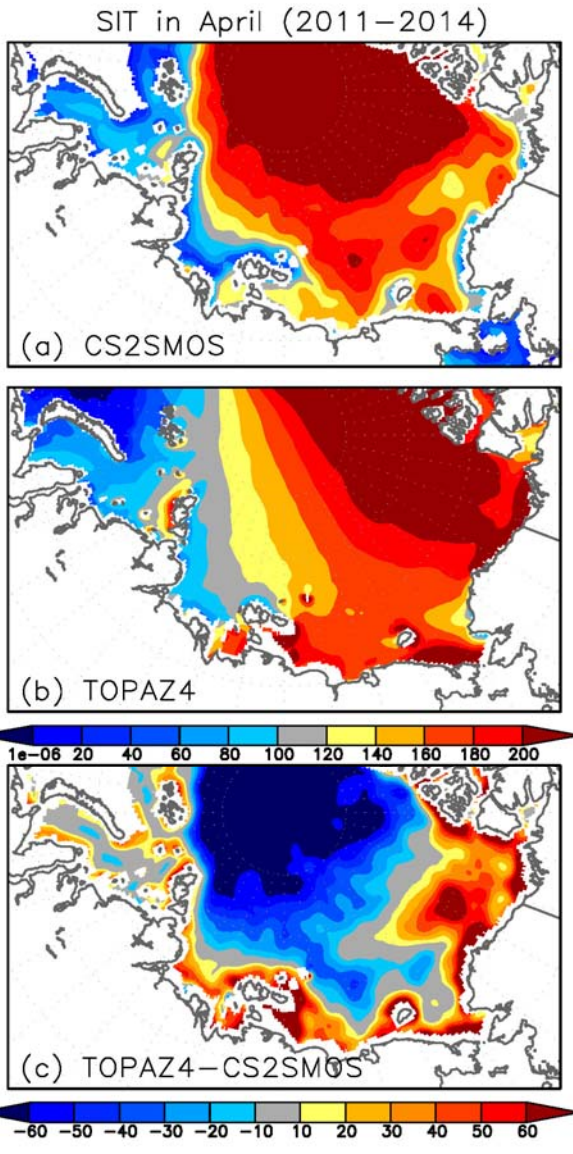 SIT in April (2011−2014)
(a) CS2SMOS
(b) TOPAZ4
1e−06 20 40 60 80 100 120 140 160 180 200
(c) TOPAZ4−CS2SMOS
−60 −50 −40 −30 −20 −10 10 20 30 40 50 60